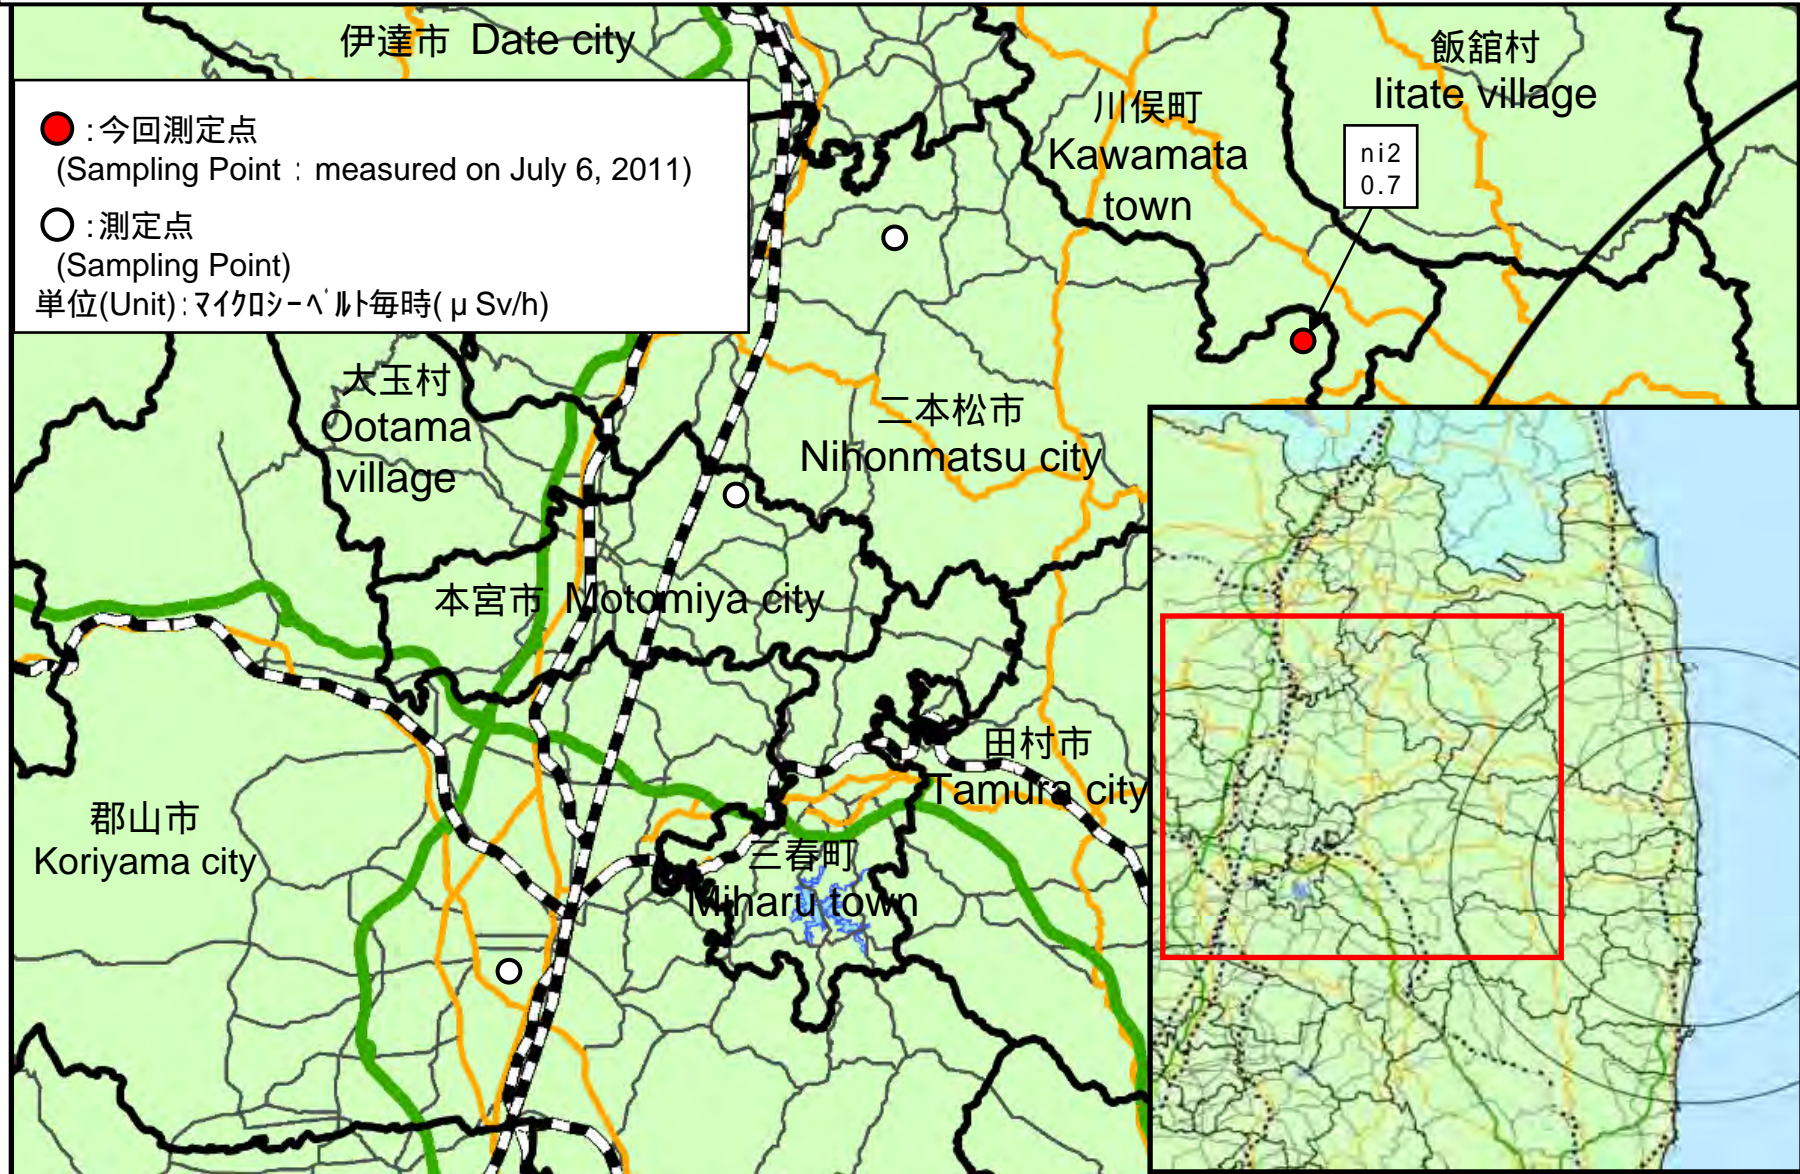 伊達市 Date city
飯舘村
Iitate village
川俣町
Kawamata
town
ni2
0.7
:今回測定点
(Sampling Point : measured on July 6, 2011)
:測定点
(Sampling Point)
単位(Unit):マイクロシーベルト毎時( μ Sv/h)
大玉村
Ootama
village
二本松市
Nihonmatsu city
本宮市 Motomiya city
田村市
Tamura city
郡山市
Koriyama city
三春町
Miharu town